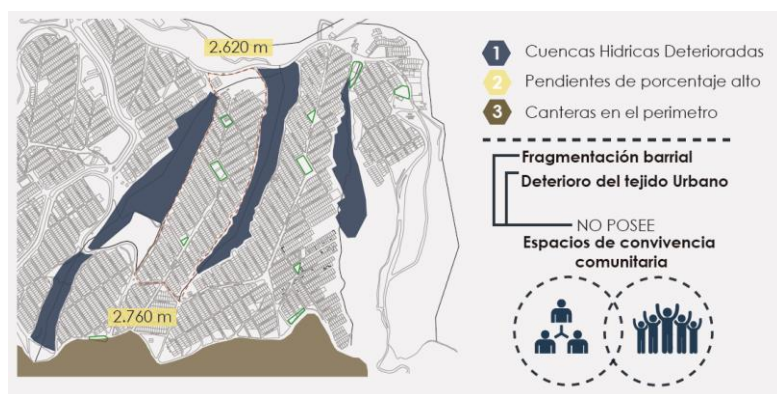 2.620 m
2.760 m
1 Cuencas Hidricas Deterioradas
2 Pendientes de porcentaje alto
3 Canteras en el perimetro
Fragmentación barrial
Deterioro del tejido Urbano
NO POSEE
Espacios de convivencia
comunitaria